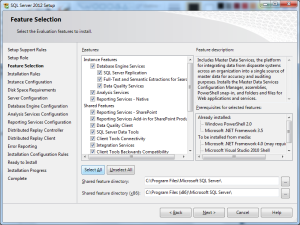 SQL Server 2012 Setup
Feature Selection
Select the Evaluation features to install.
Setup Support Rules
Setup Role
Feature Selection
Installation Rules
Instance Configuration
Disk Space Requirements
Server Configuration
Database Engine Configuration
Analysis Services Configuration
Reporting Services Configuration
Distributed Replay Controller
Distributed Replay Client
Error Reporting
Installation Configuration Rules
Ready to Install
Installation Progress
Complete
Features:
Instance Features
Database Engine Services
SQL Server Replication
Full-Text and Semantic Extractions for Searc
Data Quality Services
Analysis Services
Reporting Services - Native
Shared Features
Reporting Services - SharePoint
Reporting Services Add-in for SharePoint Produ
Data Quality Client
SQL Server Data Tools
Client Tools Connectivity
Integration Services
Client Tools Backwards Compatibility
Select All
Unselect All
Feature description:
Includes Master Data Services, the platform
for integrating data from disparate systems
across an organization into a single source of
master data for accuracy and auditing
purposes. Installs the Master Data Services
Configuration Manager, assemblies,
PowerShell snap-in, and folders and files for
Web applications and services.
Prerequisites for selected features:
Already installed:
Windows PowerShell 2.0
Microsoft .NET Framework 3.5
To be installed from media:
Microsoft .NET Framework 4.0 (may requi
Microsoft Visual Studio 2010 Shell
Shared feature directory:
C:\Program Files\Microsoft SQL Server\
Shared feature directory (x86):
C:\Program Files (x86)\Microsoft SQL Server\
< Back
Next >
Cancel
Help